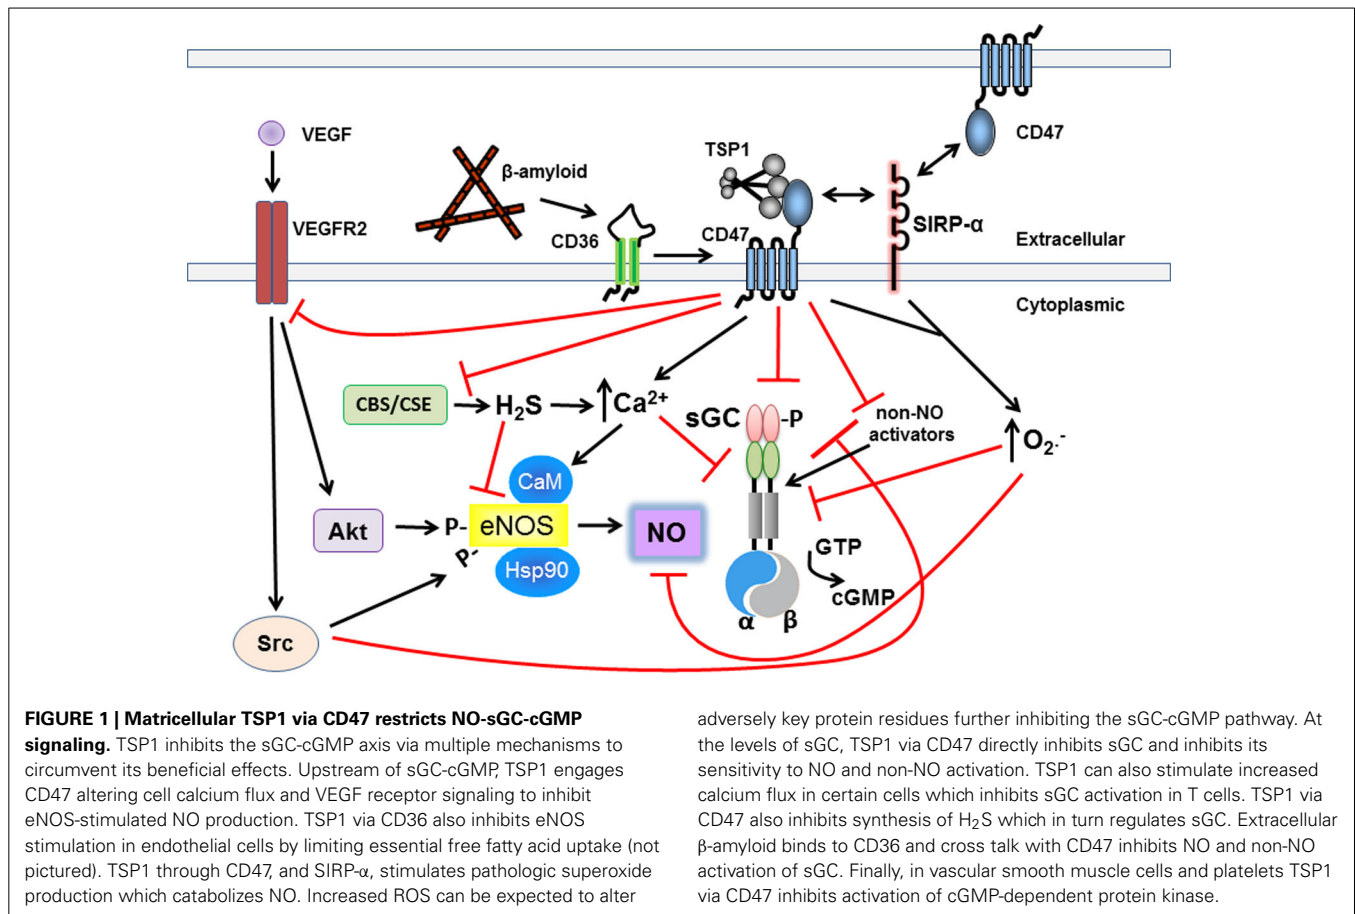 CD47
VEGF
TSP1
β-amyloid
VEGFR2
CD36
CD47
SIRP-α
Extracellular
Cytoplasmic
CBS/CSE
H₂S
Ca²⁺
sGC
-P
non-NO
activators
O₂·⁻
CaM
Akt
P-
eNOS
NO
P-
Hsp90
GTP
cGMP
α
β
Src
FIGURE 1 | Matricellular TSP1 via CD47 restricts NO-sGC-cGMP
signaling. TSP1 inhibits the sGC-cGMP axis via multiple mechanisms to
circumvent its beneficial effects. Upstream of sGC-cGMP, TSP1 engages
CD47 altering cell calcium flux and VEGF receptor signaling to inhibit
eNOS-stimulated NO production. TSP1 via CD36 also inhibits eNOS
stimulation in endothelial cells by limiting essential free fatty acid uptake (not
pictured). TSP1 through CD47, and SIRP-α, stimulates pathologic superoxide
production which catabolizes NO. Increased ROS can be expected to alter
adversely key protein residues further inhibiting the sGC-cGMP pathway. At
the levels of sGC, TSP1 via CD47 directly inhibits sGC and inhibits its
sensitivity to NO and non-NO activation. TSP1 can also stimulate increased
calcium flux in certain cells which inhibits sGC activation in T cells. TSP1 via
CD47 also inhibits synthesis of H₂S which in turn regulates sGC. Extracellular
β-amyloid binds to CD36 and cross talk with CD47 inhibits NO and non-NO
activation of sGC. Finally, in vascular smooth muscle cells and platelets TSP1
via CD47 inhibits activation of cGMP-dependent protein kinase.